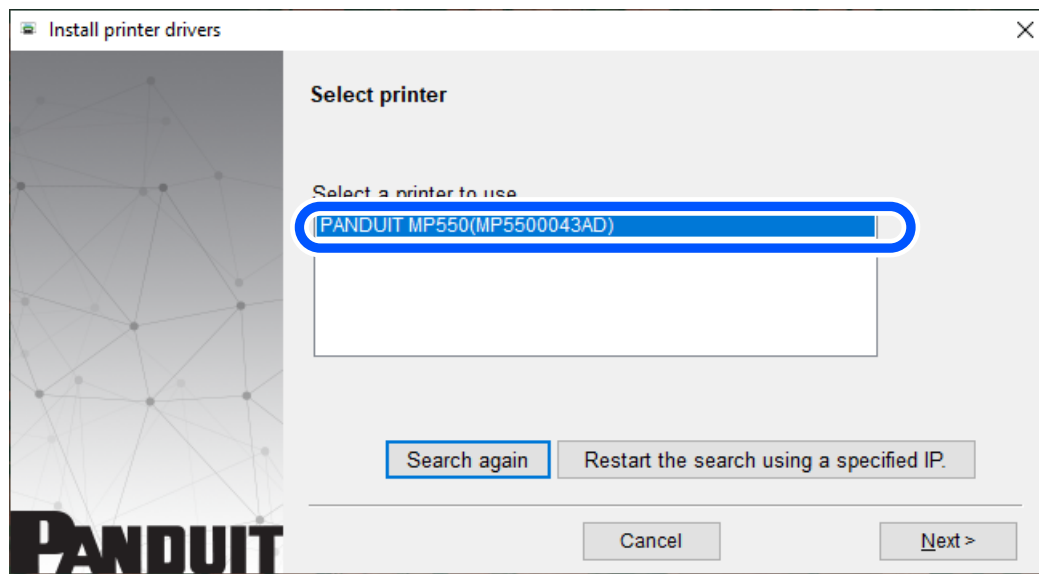 Install printer drivers
Select printer
Select a printer to use
PANDUIT MP550(MP5500043AD)
Search again
Restart the search using a specified IP.
PANDUIT
Cancel
Next >